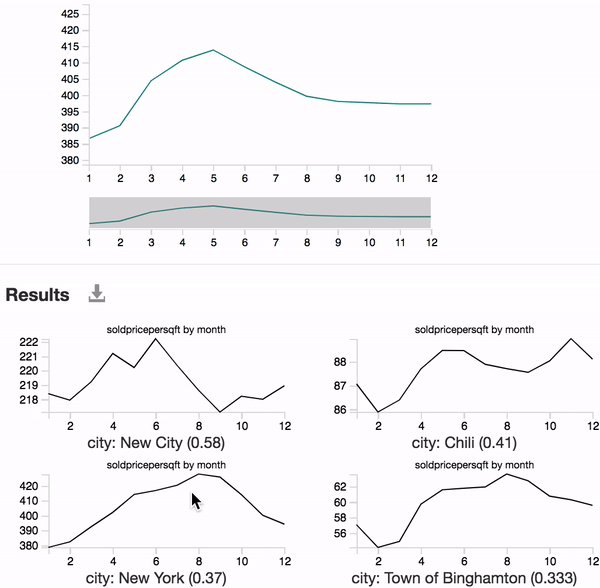 425
420
415
410
405
400
395
390
385
380
1 2 3 4 5 6 7 8 9 10 11 12
1 2 3 4 5 6 7 8 9 10 11 12
Results
soldpricepersqft by month
222
221
220
219
218
2 4 6 8 10 12
city: New City (0.58)
soldpricepersqft by month
88
87
86
2 4 6 8 10 12
city: Chili (0.41)
soldpricepersqft by month
420
400
390
380
2 4 6 8 10 12
city: New York (0.37)
soldpricepersqft by month
62
60
58
56
2 4 6 8 10 12
city: Town of Binghamton (0.333)